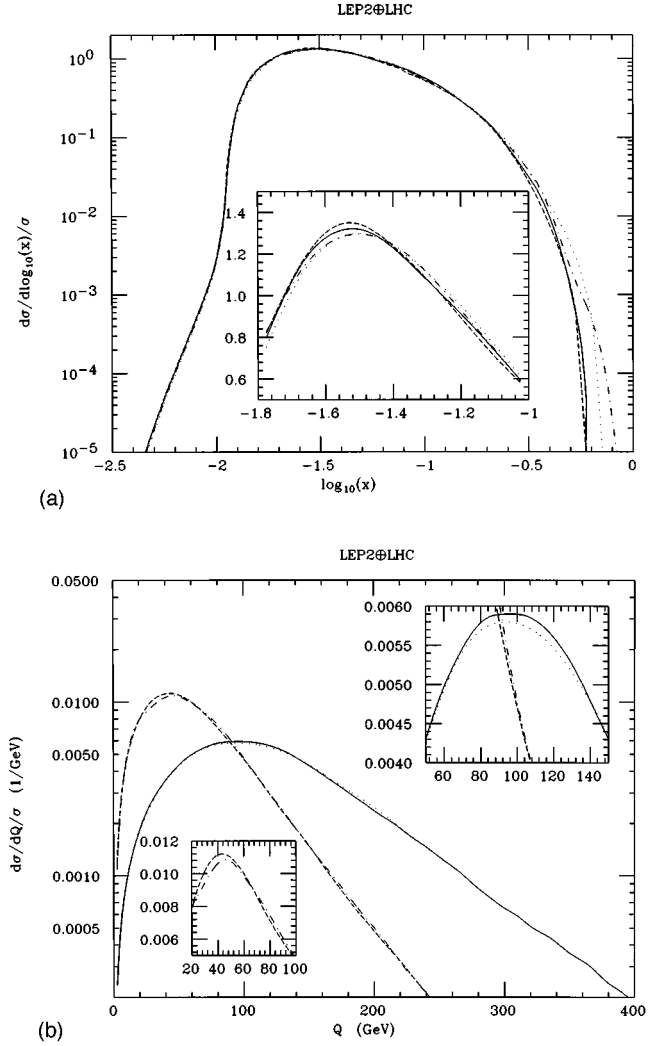 LEP2⊕LHC
10^0
10^-1
10^-2
10^-3
10^-4
10^-5
dσ/dlog10(x)/σ
1.4
1.2
1.0
0.8
0.6
-1.8 -1.6 -1.4 -1.2 -1
-2.5 -2 -1.5 -1 -0.5 0
log10(x)
(a)
LEP2⊕LHC
0.0500
0.0100
0.0050
0.0010
0.0005
dσ/dQ/σ (1/GeV)
0.0060
0.0055
0.0050
0.0045
0.0040
60 80 100 120 140
0.012
0.010
0.008
0.006
20 40 60 80 100
0 100 200 300 400
Q (GeV)
(b)